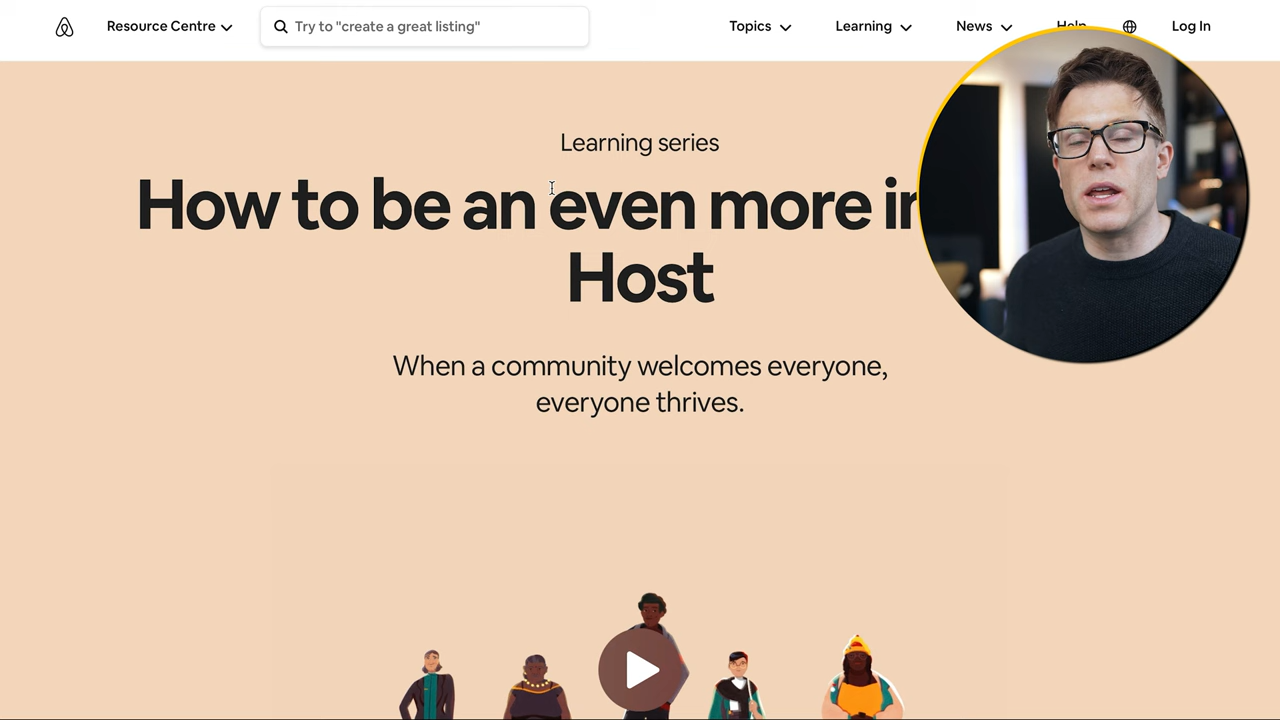 Resource Centre
Try to "create a great listing"
Topics
Learning
News
Help
Log In
Learning series
How to be an even more
Host
When a community welcomes everyone,
everyone thrives.